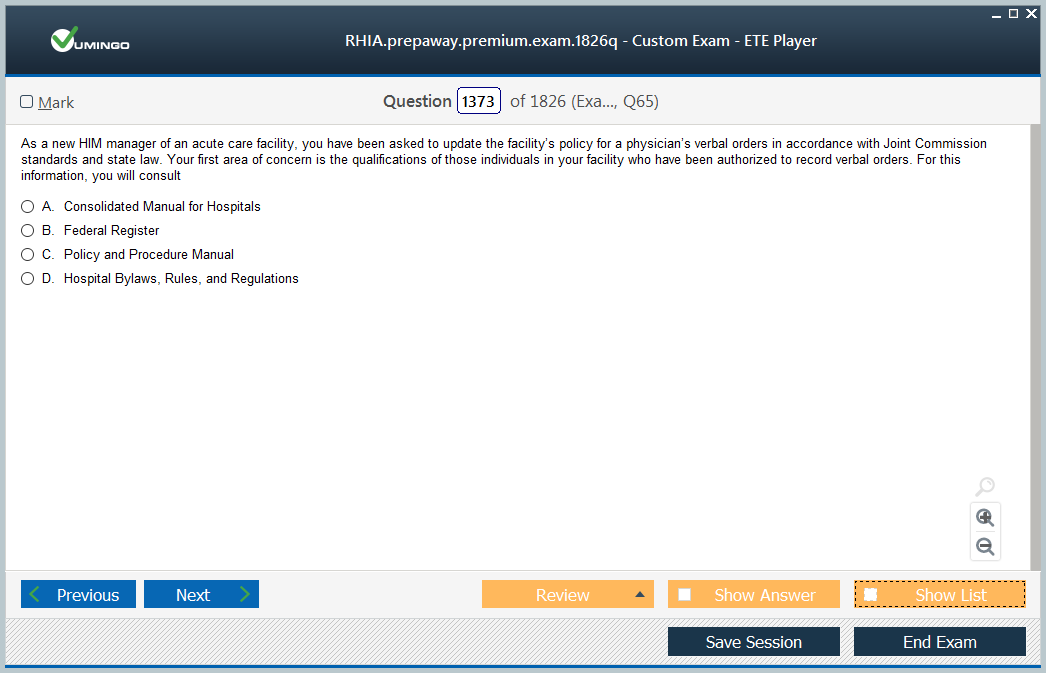 VUMINGO
RHIA.prepaway.premium.exam.1826q - Custom Exam - ETE Player
Mark
Question 1373 of 1826 (Exa..., Q65)
As a new HIM manager of an acute care facility, you have been asked to update the facility's policy for a physician's verbal orders in accordance with Joint Commission
standards and state law. Your first area of concern is the qualifications of those individuals in your facility who have been authorized to record verbal orders. For this
information, you will consult
A. Consolidated Manual for Hospitals
B. Federal Register
C. Policy and Procedure Manual
D. Hospital Bylaws, Rules, and Regulations
Previous Next Review Show Answer Show List
Save Session End Exam